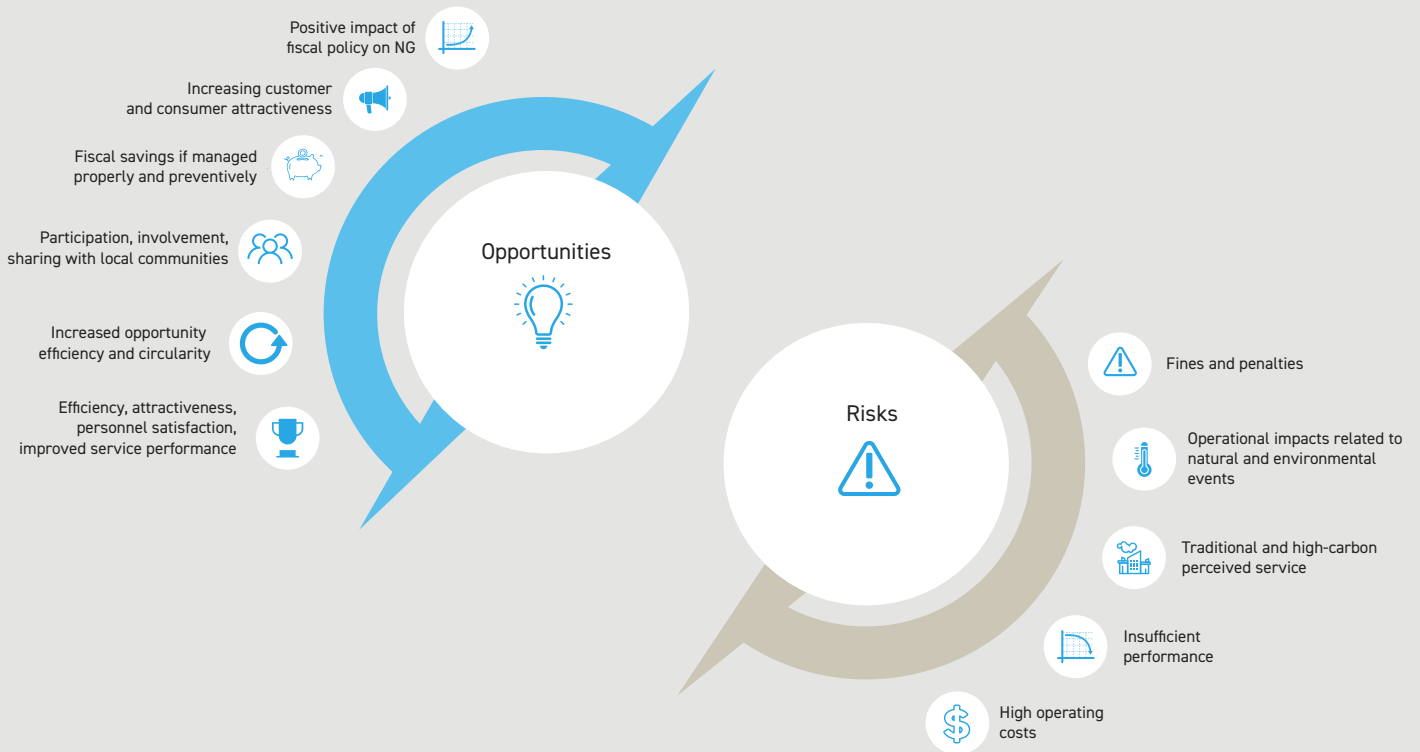 Positive impact of
fiscal policy on NG
Increasing customer
and consumer attractiveness
Fiscal savings if managed
properly and preventively
Participation, involvement,
sharing with local communities
Increased opportunity
efficiency and circularity
Efficiency, attractiveness,
personnel satisfaction,
improved service performance
Opportunities
Risks
Fines and penalties
Operational impacts related to
natural and environmental
events
Traditional and high-carbon
perceived service
Insufficient
performance
High operating
costs